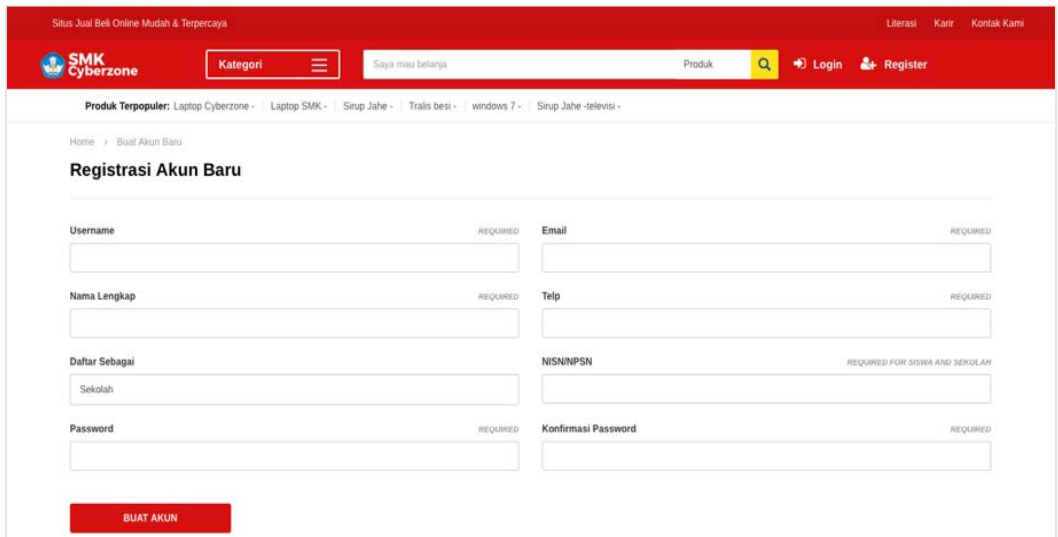 Situs Jual Beli Online Mudah & Terpercaya Literasi Karir Kontak Kami
SMK Cyberzone Kategori Saya mau belanja Produk Login Register
Produk Terpopuler: Laptop Cyberzone - Laptop SMK - Sirup Jahe - Tralis besi - windows 7 - Sirup Jahe -televisi -
Home > Buat Akun Baru
Registrasi Akun Baru
Username REQUIRED Email REQUIRED
Nama Lengkap REQUIRED Telp REQUIRED
Daftar Sebagai NISN/NPSN REQUIRED FOR SISWA AND SEKOLAH
Sekolah
Password REQUIRED Konfirmasi Password REQUIRED
BUAT AKUN